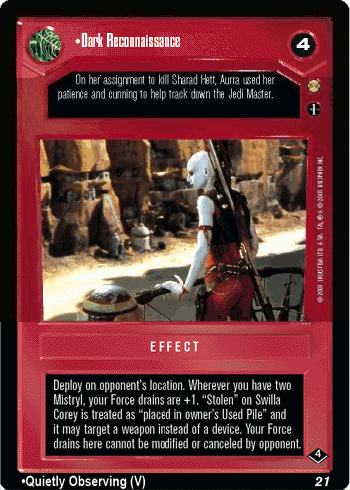 •Dark Reconnaissance
4
On her assignment to kill Sharad Hett, Aurra used her
patience and cunning to help track down the Jedi Master.
EFFECT
Deploy on opponent's location. Wherever you have two
Mistryl, your Force drains are +1. “Stolen” on Swilla
Corey is treated as “placed in owner's Used Pile” and
it may target a weapon instead of a device. Your Force
drains here cannot be modified or canceled by opponent.
4
•Quietly Observing (V)
21